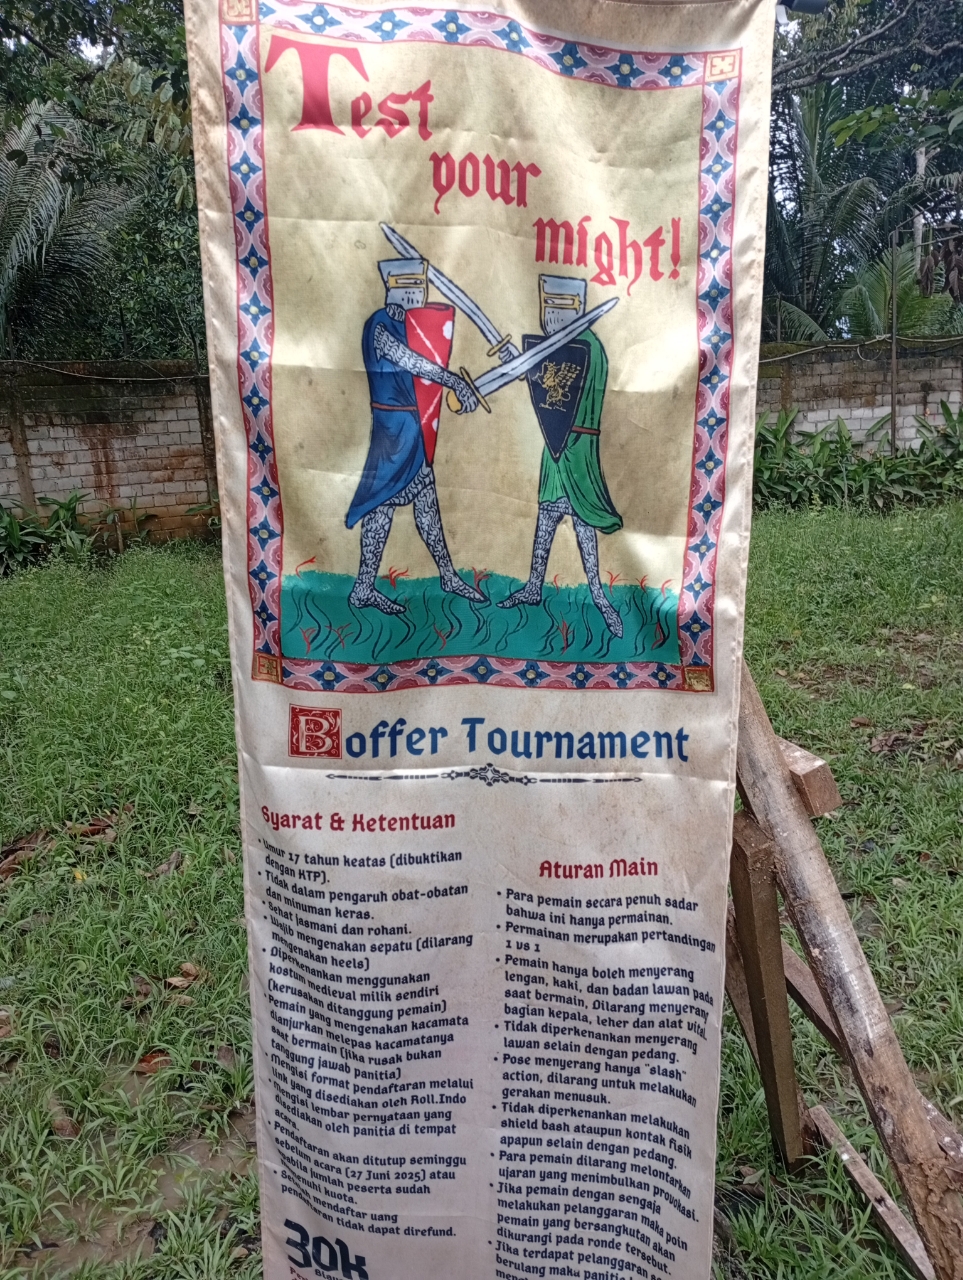 Test
your
might!
Boffer Tournament
Syarat & Ketentuan
• Umur 17 tahun keatas (dibuktikan
dengan KTP).
• Tidak dalam pengaruh obat-obatan
dan minuman keras.
• Sehat jasmani dan rohani.
• Wajib mengenakan sepatu (dilarang
mengenakan heels)
• Diperkenankan menggunakan
kostum medieval milik sendiri
(kerusakan ditanggung pemain)
• Pemain yang mengenakan kacamata
dianjurkan melepas kacamatanya
saat bermain (jika rusak bukan
tanggung jawab panitia)
• Mengisi format pendaftaran melalui
link yang disediakan oleh Roll.Indo
• Mengisi lembar pernyataan yang
disediakan oleh panitia di tempat
acara.
• Pendaftaran akan ditutup seminggu
sebelum acara (27 Juni 2025) atau
apabila jumlah peserta sudah
memenuhi kuota.
• Setelah mendaftar uang
pendaftaran tidak dapat direfund.
30k
Aturan Main
• Para pemain secara penuh sadar
bahwa ini hanya permainan.
• Permainan merupakan pertandingan
1 vs 1
• Pemain hanya boleh menyerang
lengan, kaki, dan badan lawan pada
saat bermain. Dilarang menyerang
bagian kepala, leher dan alat vital.
• Tidak diperkenankan menyerang
lawan selain dengan pedang.
• Pose menyerang hanya "slash"
action, dilarang untuk melakukan
gerakan menusuk.
• Tidak diperkenankan melakukan
shield bash ataupun kontak fisik
apapun selain dengan pedang.
• Para pemain dilarang melontarkan
ujaran yang menimbulkan provokasi.
• Jika pemain dengan sengaja
melakukan pelanggaran maka poin
pemain yang bersangkutan akan
dikurangi pada ronde tersebut.
• Jika terdapat pelanggaran
berulang maka panitia